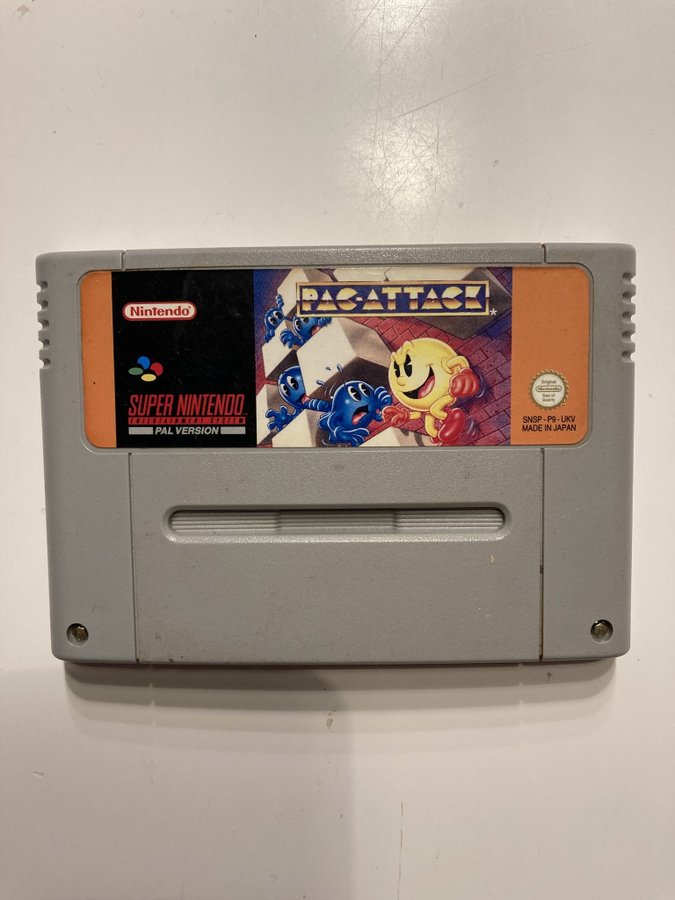 Nintendo
SUPER NINTENDO
ENTERTAINMENT SYSTEM
PAL VERSION
PAC-ATTACK
Original
Nintendo
Seal of
Quality
SNSP - P9 - UKV
MADE IN JAPAN